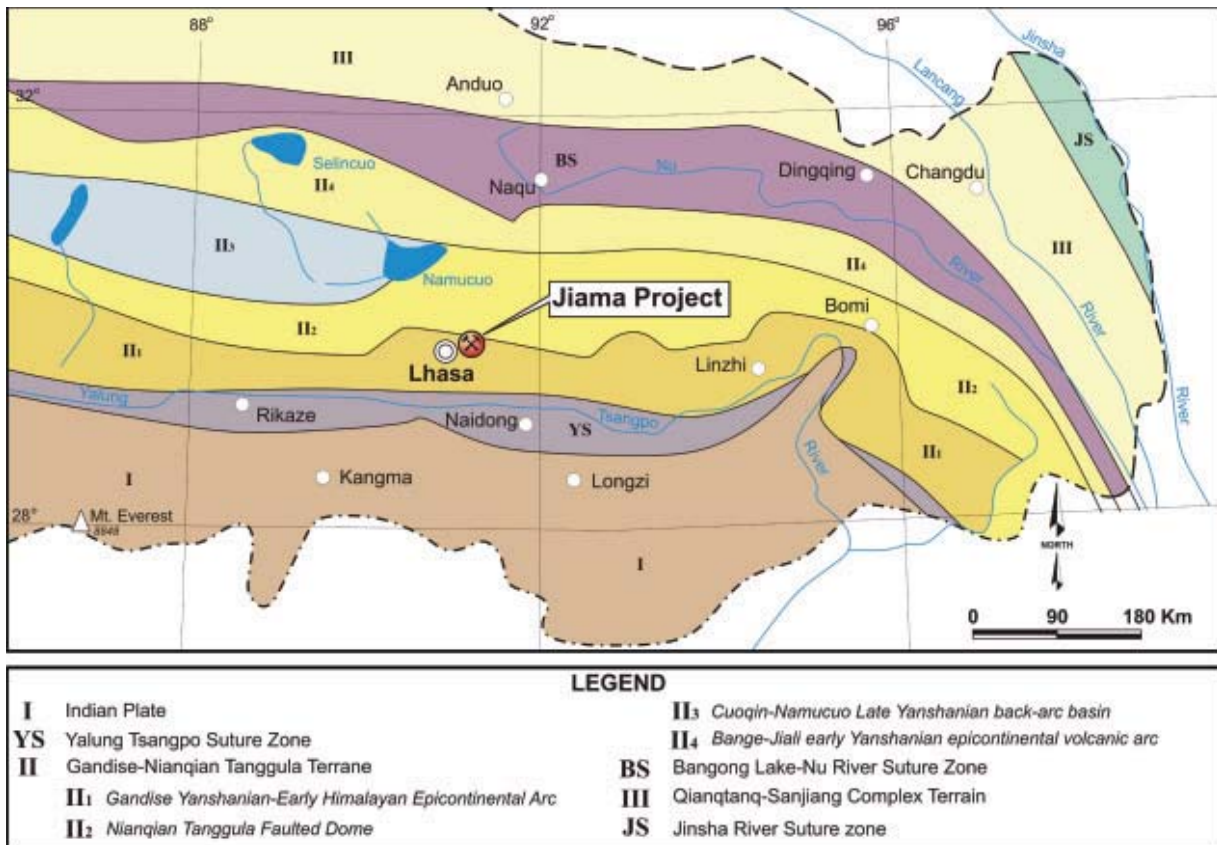 88° 92° 96°
Jinsha
III
Lancang
Anduo
32°
JS
Selincuo
BS
Nu
Dingqing
Changdu
II4
Naqu
II3
III
II4
River
Namucuo
Jiama Project
Bomi
River
II2
II1
Lhasa
Linzhi
II2
River
Yalung
Rikaze
Naidong
Tsangpo
YS
II1
River
I
Kangma
Longzi
28°
Mt. Everest
8848
NORTH
I
0 90 180 Km
LEGEND
I Indian Plate
YS Yalung Tsangpo Suture Zone
II Gandise-Nianqian Tanggula Terrane
II1 Gandise Yanshanian-Early Himalayan Epicontinental Arc
II2 Nianqian Tanggula Faulted Dome
II3 Cuoqin-Namucuo Late Yanshanian back-arc basin
II4 Bange-Jiali early Yanshanian epicontinental volcanic arc
BS Bangong Lake-Nu River Suture Zone
III Qianqtanq-Sanjiang Complex Terrain
JS Jinsha River Suture zone